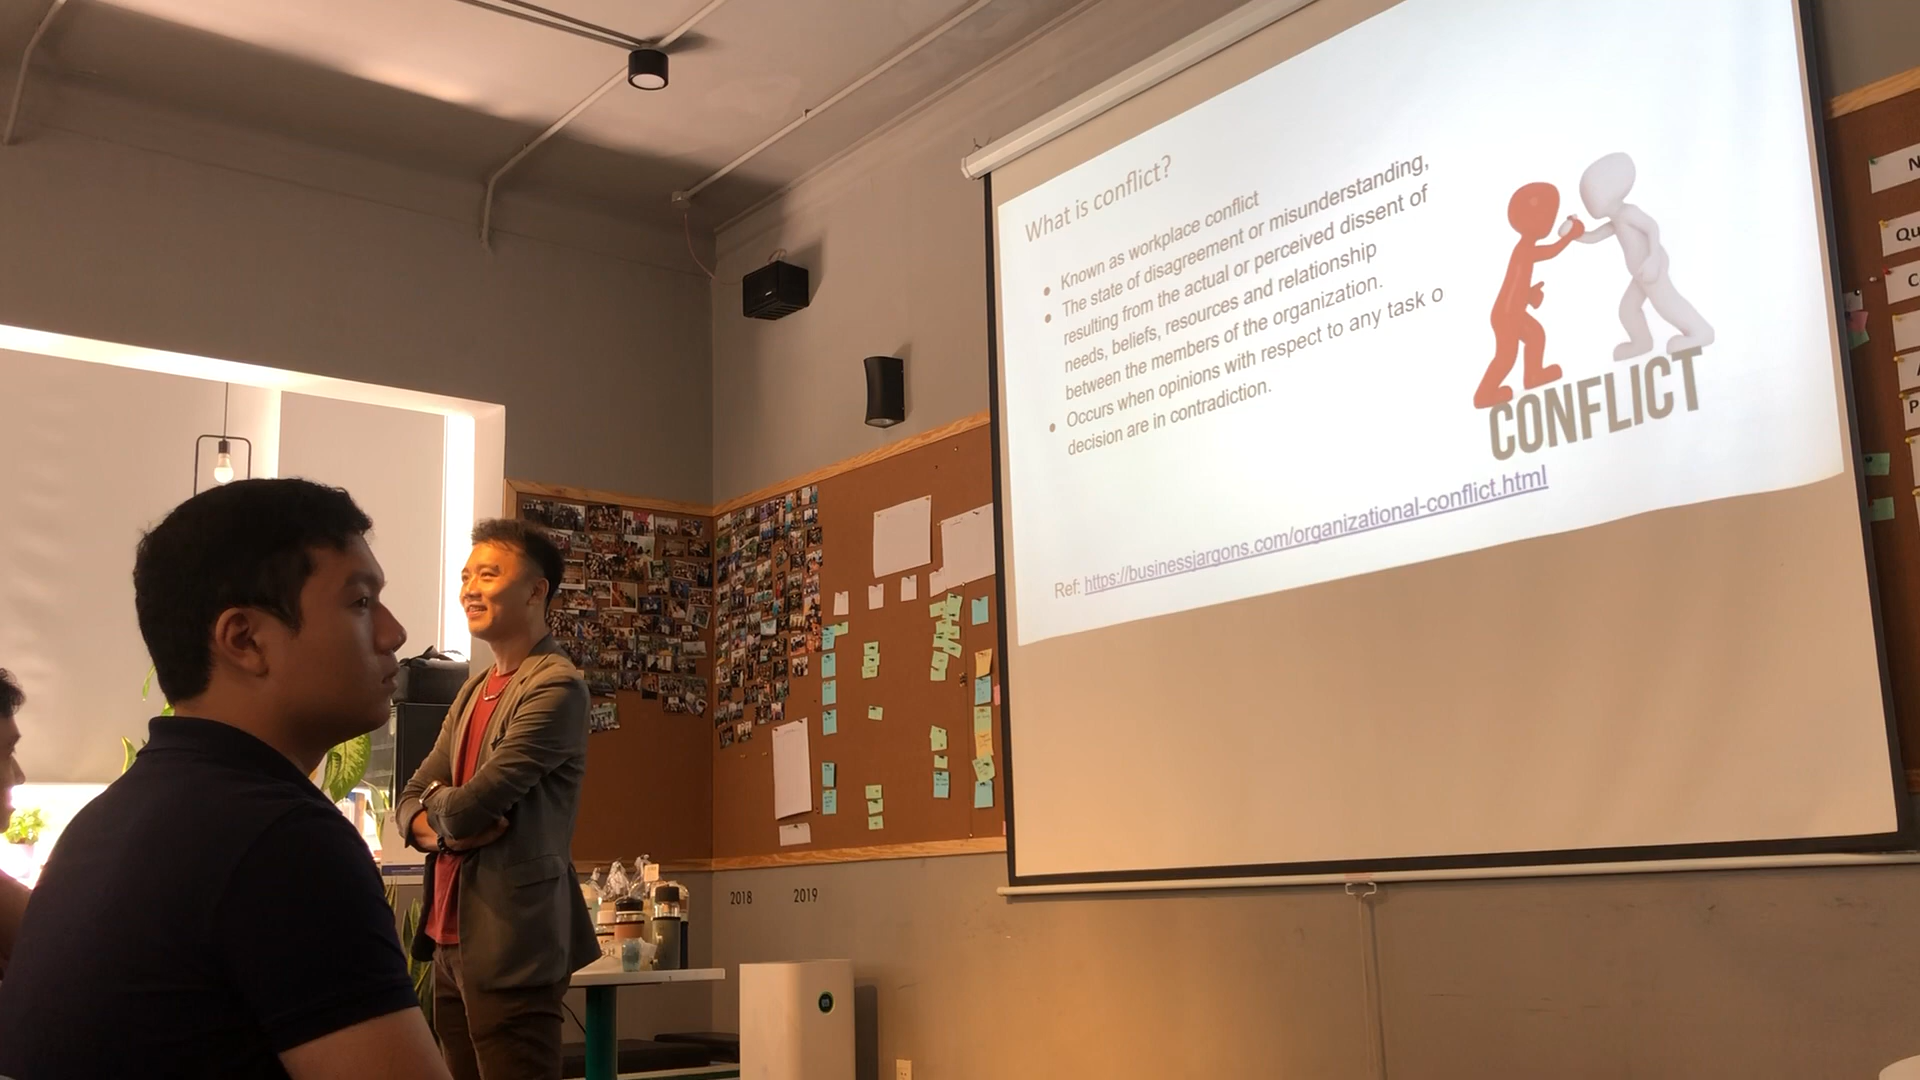 What is conflict?
Known as workplace conflict
The state of disagreement or misunderstanding,
resulting from the actual or perceived dissent of
needs, beliefs, resources and relationship
between the members of the organization.
Occurs when opinions with respect to any task o
decision are in contradiction.
CONFLICT
Ref: https://businessjargons.com/organizational-conflict.html
2018
2019
N
Qu
C
A
P